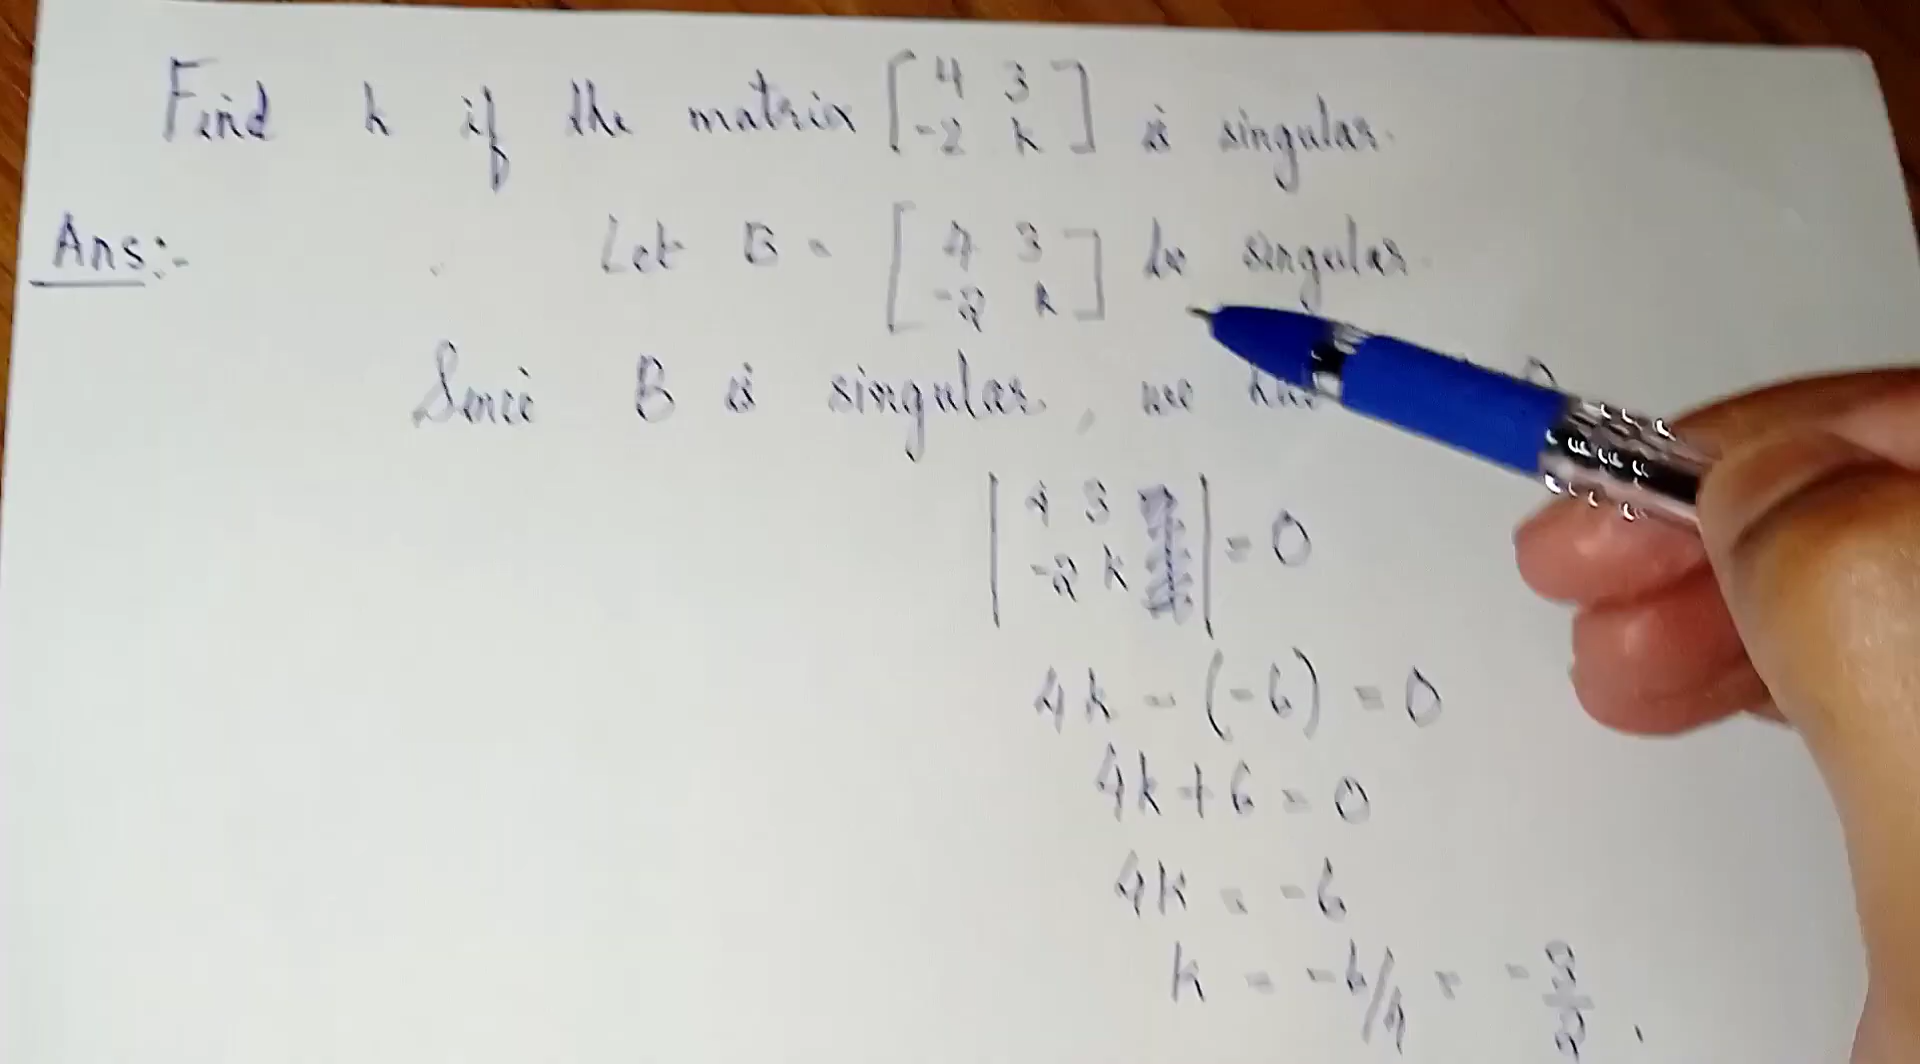 Find k if the matrix [ 4 3 -2 k ] is singular.
Ans:- Let B = [ 4 3 -2 k ] be singular.
Since B is singular, we have
| 4 3 -2 k | = 0
4k - (-6) = 0
4k + 6 = 0
4k = -6
k = -6/4 = -3/2.